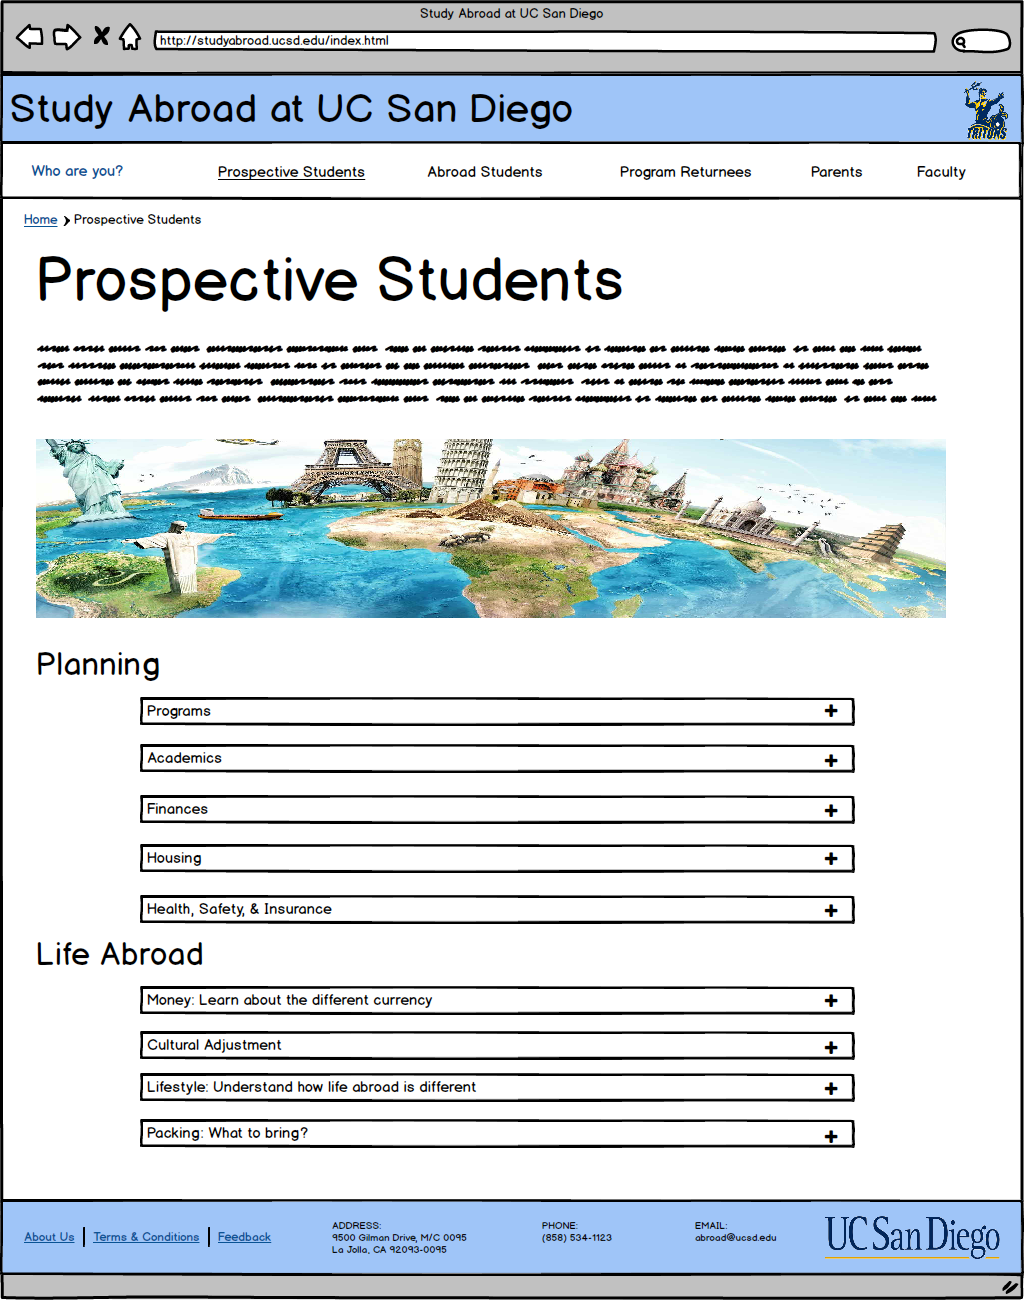 Study Abroad at UC San Diego
http://studyabroad.ucsd.edu/index.html
Study Abroad at UC San Diego
TRITONS
Who are you?
Prospective Students
Abroad Students
Program Returnees
Parents
Faculty
Home
Prospective Students
Prospective Students
Planning
Programs
Academics
Finances
Housing
Health, Safety, & Insurance
Life Abroad
Money: Learn about the different currency
Cultural Adjustment
Lifestyle: Understand how life abroad is different
Packing: What to bring?
About Us
Terms & Conditions
Feedback
ADDRESS:
9500 Gilman Drive, M/C 0095
La Jolla, CA 92093-0095
PHONE:
(858) 534-1123
EMAIL:
abroad@ucsd.edu
UC San Diego